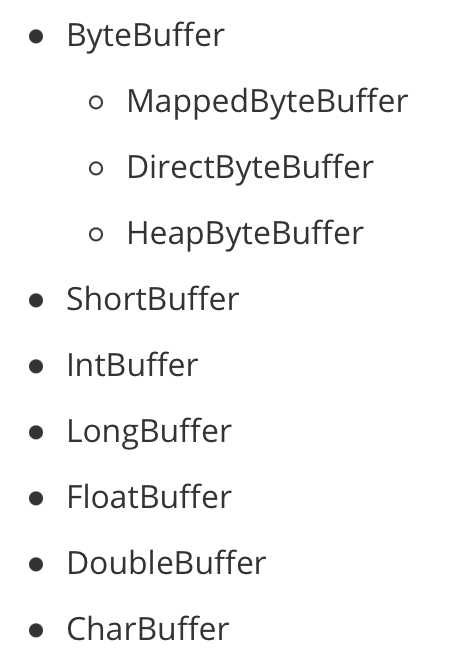 ByteBuffer
MappedByteBuffer
DirectByteBuffer
HeapByteBuffer
ShortBuffer
IntBuffer
LongBuffer
FloatBuffer
DoubleBuffer
CharBuffer